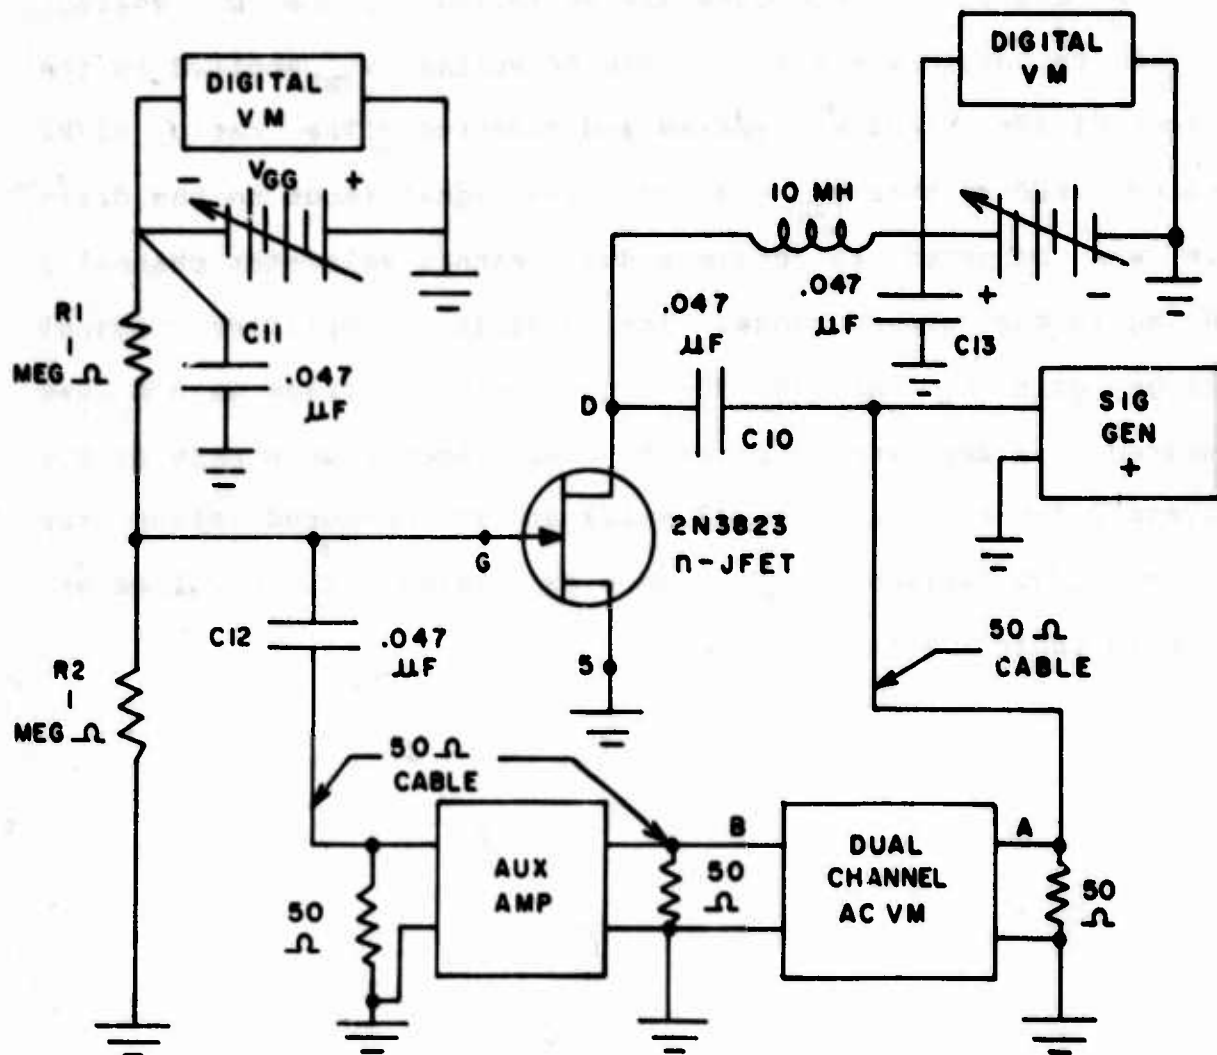 DIGITAL
VM
DIGITAL
VM
- VGG +
10 MH
R1
1
MEG Ω
C11
.047
µF
.047
µF
.047
µF
+ -
C13
D
C10
SIG
GEN
+
G
2N3823
n-JFET
C12
.047
µF
S
50 Ω
CABLE
R2
1
MEG Ω
50 Ω
CABLE
B
A
AUX
AMP
DUAL
CHANNEL
AC VM
50
Ω
50
Ω
50
Ω